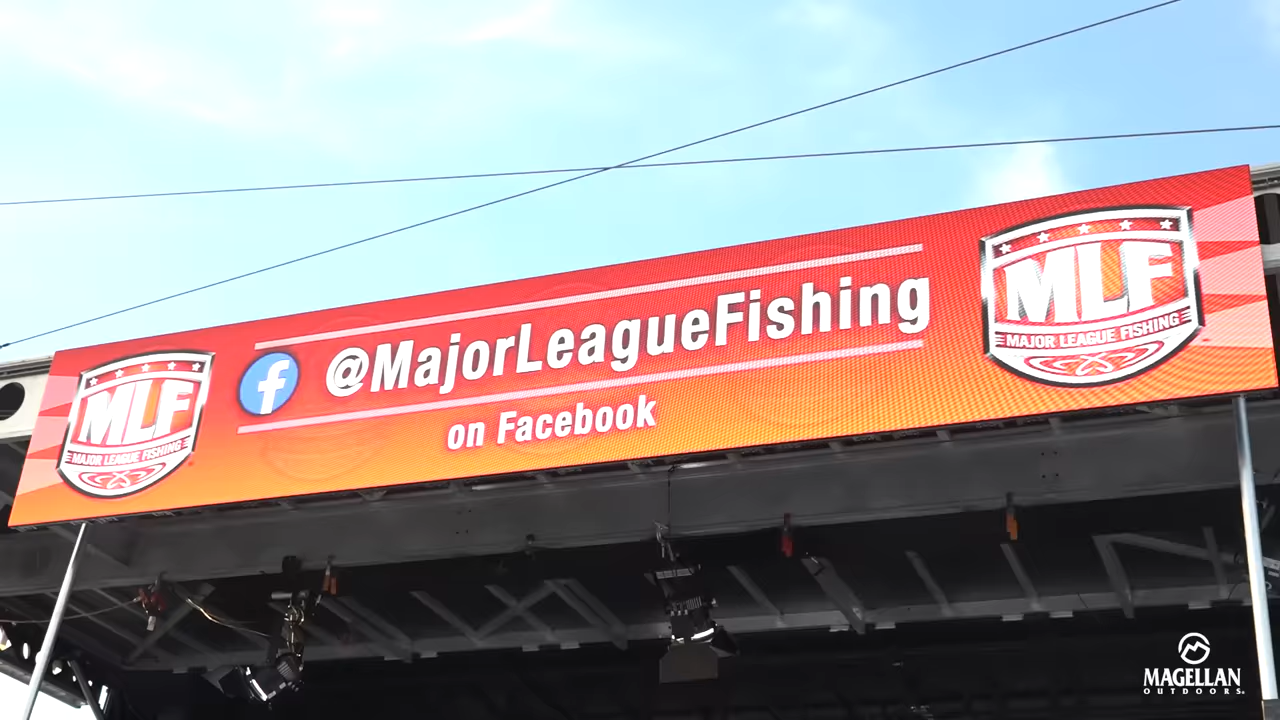 @MajorLeagueFishing
on Facebook
MLF
MAJOR LEAGUE FISHING
MLF
MAJOR LEAGUE FISHING
MAGELLAN
OUTDOORS